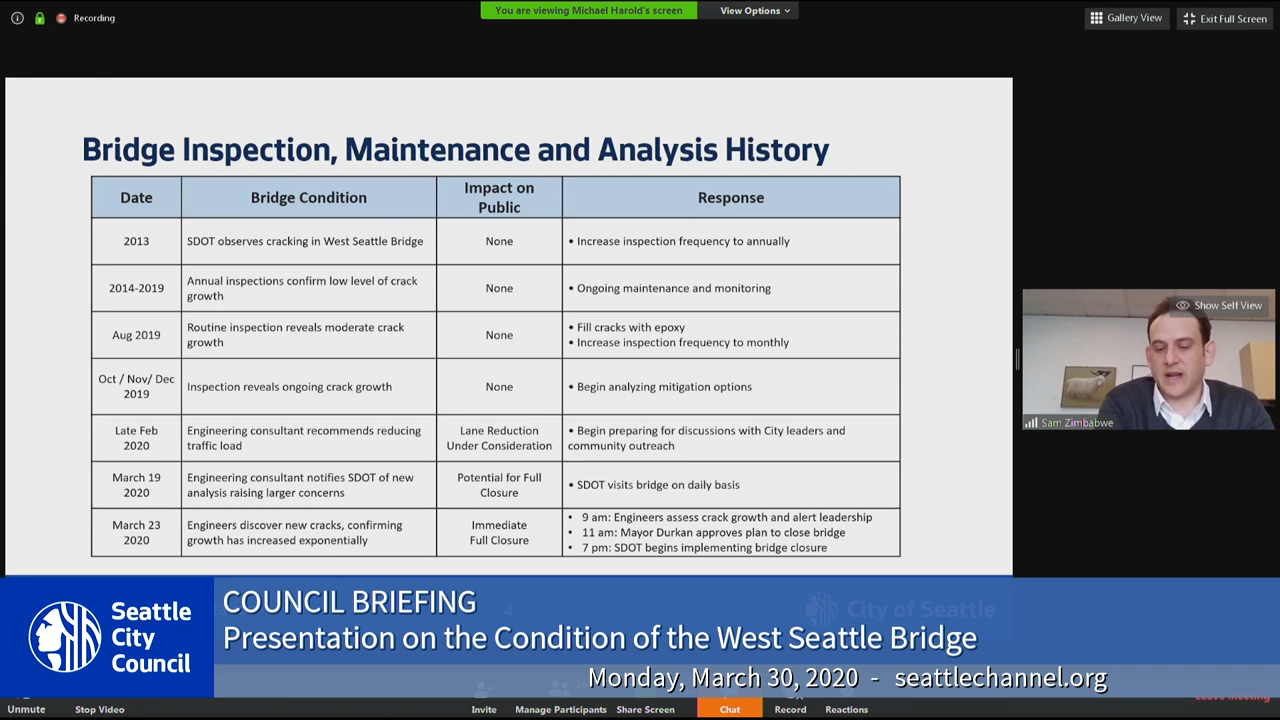 Recording
You are viewing Michael Harold's screen
View Options
Gallery View
Exit Full Screen
Bridge Inspection, Maintenance and Analysis History
Date
Bridge Condition
Impact on
Public
Response
2013
SDOT observes cracking in West Seattle Bridge
None
• Increase inspection frequency to annually
2014-2019
Annual inspections confirm low level of crack
growth
None
• Ongoing maintenance and monitoring
Aug 2019
Routine inspection reveals moderate crack
growth
None
• Fill cracks with epoxy
• Increase inspection frequency to monthly
Oct / Nov/ Dec
2019
Inspection reveals ongoing crack growth
None
• Begin analyzing mitigation options
Late Feb
2020
Engineering consultant recommends reducing
traffic load
Lane Reduction
Under Consideration
• Begin preparing for discussions with City leaders and
community outreach
March 19
2020
Engineering consultant notifies SDOT of new
analysis raising larger concerns
Potential for Full
Closure
• SDOT visits bridge on daily basis
March 23
2020
Engineers discover new cracks, confirming
growth has increased exponentially
Immediate
Full Closure
• 9 am: Engineers assess crack growth and alert leadership
• 11 am: Mayor Durkan approves plan to close bridge
• 7 pm: SDOT begins implementing bridge closure
Show Self View
Sam Zimbabwe
4
City of Seattle
Seattle
City
Council
COUNCIL BRIEFING
Presentation on the Condition of the West Seattle Bridge
Monday, March 30, 2020 - seattlechannel.org
Unmute
Stop Video
Invite
Manage Participants
Share Screen
Chat
Record
Reactions
Leave Meeting